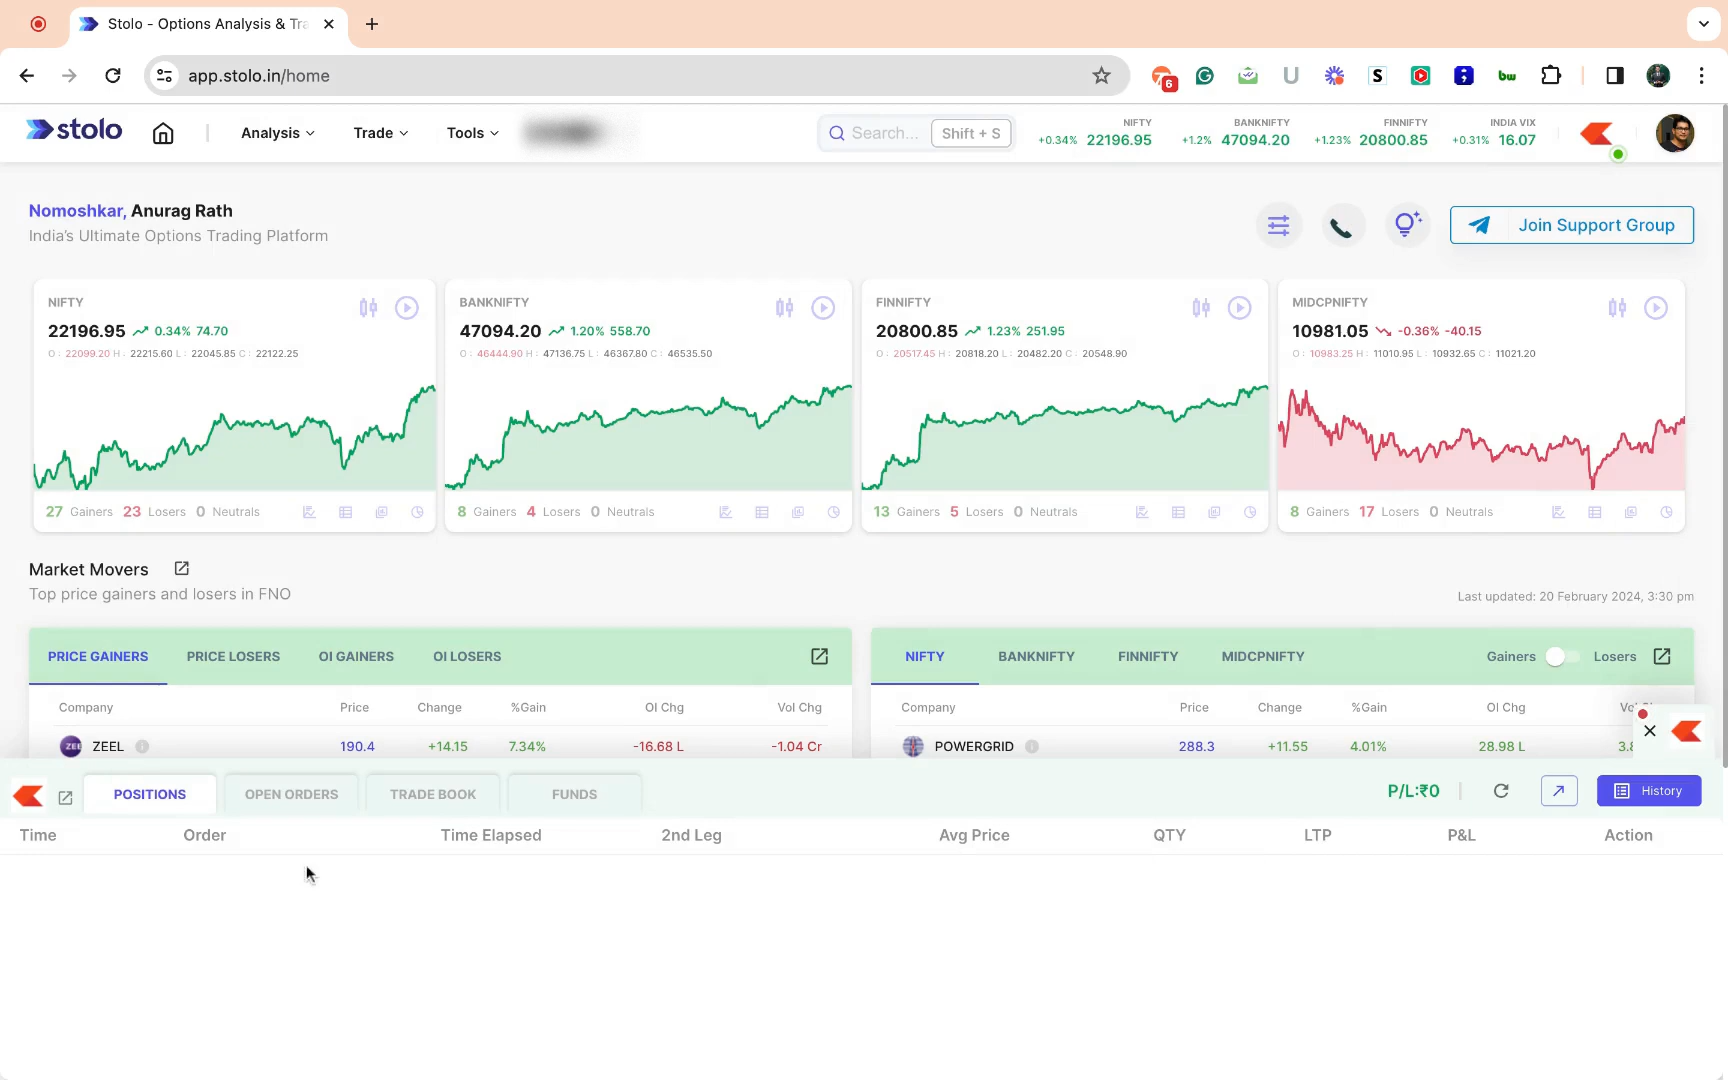 Stolo - Options Analysis & Tra
app.stolo.in/home
6
S
bw
stolo
Analysis
Trade
Tools
Search...
Shift + S
NIFTY
+0.34% 22196.95
BANKNIFTY
+1.2% 47094.20
FINNIFTY
+1.23% 20800.85
INDIA VIX
+0.31% 16.07
Nomoshkar, Anurag Rath
India's Ultimate Options Trading Platform
Join Support Group
NIFTY
22196.95 0.34% 74.70
O : 22099.20 H : 22215.60 L : 22045.85 C : 22122.25
27 Gainers 23 Losers 0 Neutrals
BANKNIFTY
47094.20 1.20% 558.70
O : 46444.90 H : 47136.75 L : 46367.80 C : 46535.50
8 Gainers 4 Losers 0 Neutrals
FINNIFTY
20800.85 1.23% 251.95
O : 20517.45 H : 20818.20 L : 20482.20 C : 20548.90
13 Gainers 5 Losers 0 Neutrals
MIDCPNIFTY
10981.05 -0.36% -40.15
O : 10983.25 H : 11010.95 L : 10932.65 C : 11021.20
8 Gainers 17 Losers 0 Neutrals
Market Movers
Top price gainers and losers in FNO
Last updated: 20 February 2024, 3:30 pm
PRICE GAINERS PRICE LOSERS OI GAINERS OI LOSERS
Company Price Change %Gain OI Chg Vol Chg
ZEEL 190.4 +14.15 7.34% -16.68 L -1.04 Cr
NIFTY BANKNIFTY FINNIFTY MIDCPNIFTY Gainers Losers
Company Price Change %Gain OI Chg
POWERGRID 288.3 +11.55 4.01% 28.98 L
POSITIONS OPEN ORDERS TRADE BOOK FUNDS
P/L:₹0
History
Time Order Time Elapsed 2nd Leg Avg Price QTY LTP P&L Action